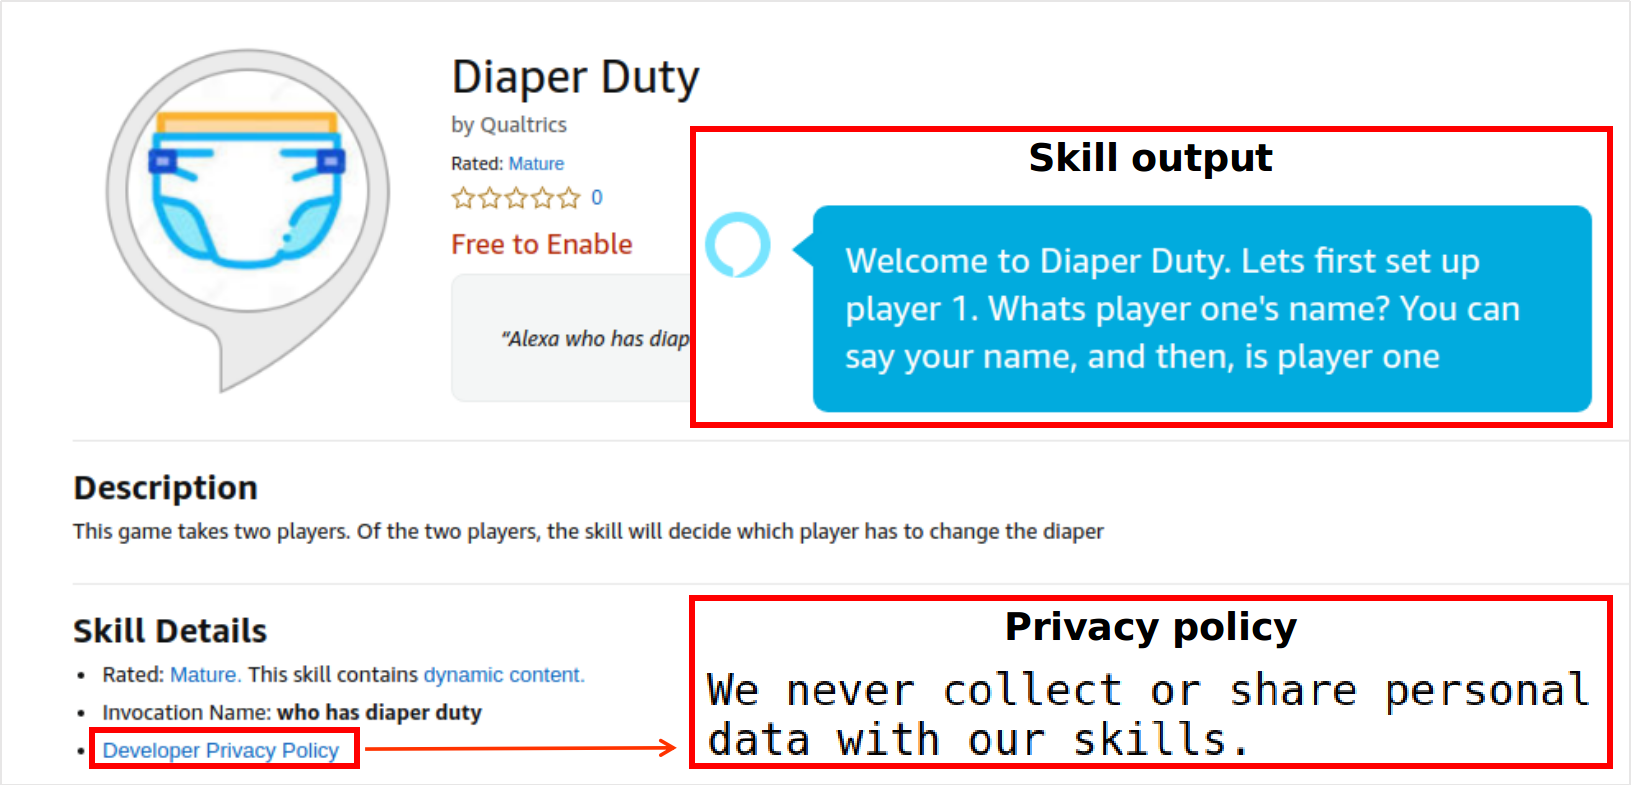 Diaper Duty
by Qualtrics
Rated: Mature
0
Free to Enable
“Alexa who has diap
Skill output
Welcome to Diaper Duty. Lets first set up
player 1. Whats player one's name? You can
say your name, and then, is player one
Description
This game takes two players. Of the two players, the skill will decide which player has to change the diaper
Skill Details
• Rated: Mature. This skill contains dynamic content.
• Invocation Name: who has diaper duty
• Developer Privacy Policy
Privacy policy
We never collect or share personal
data with our skills.